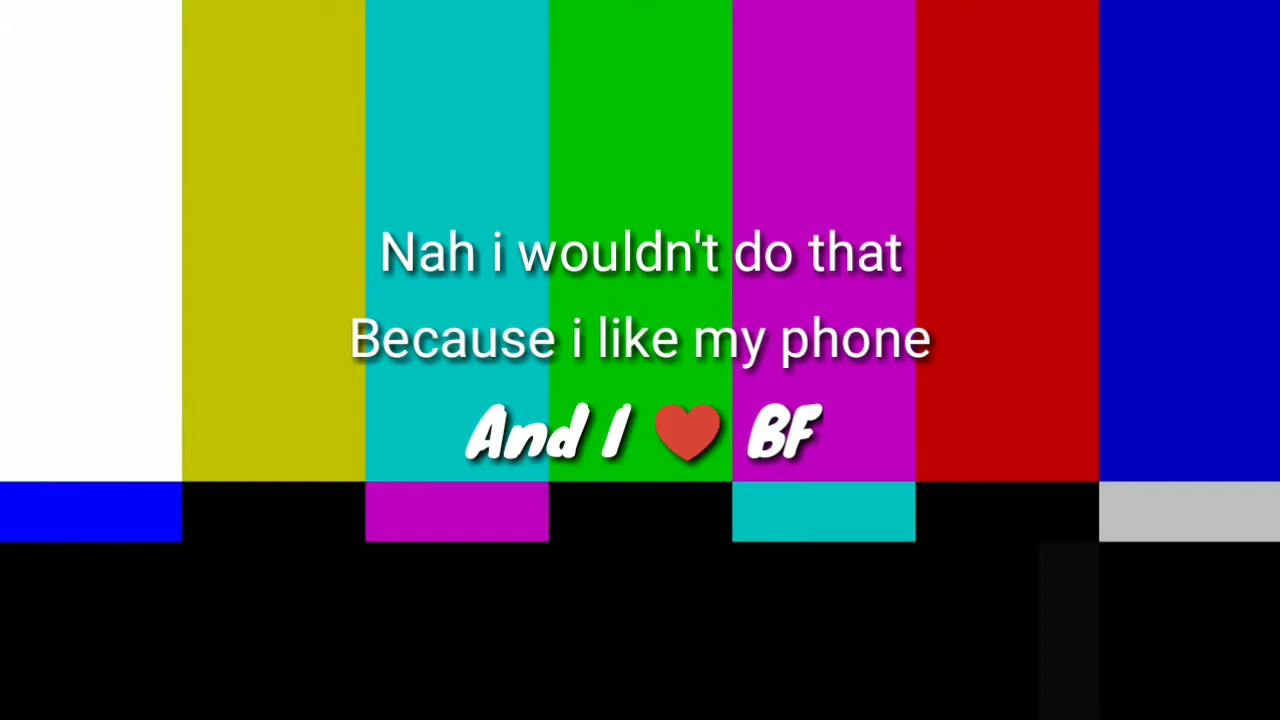 Nah i wouldn't do that
Because i like my phone
And I ❤️ BF